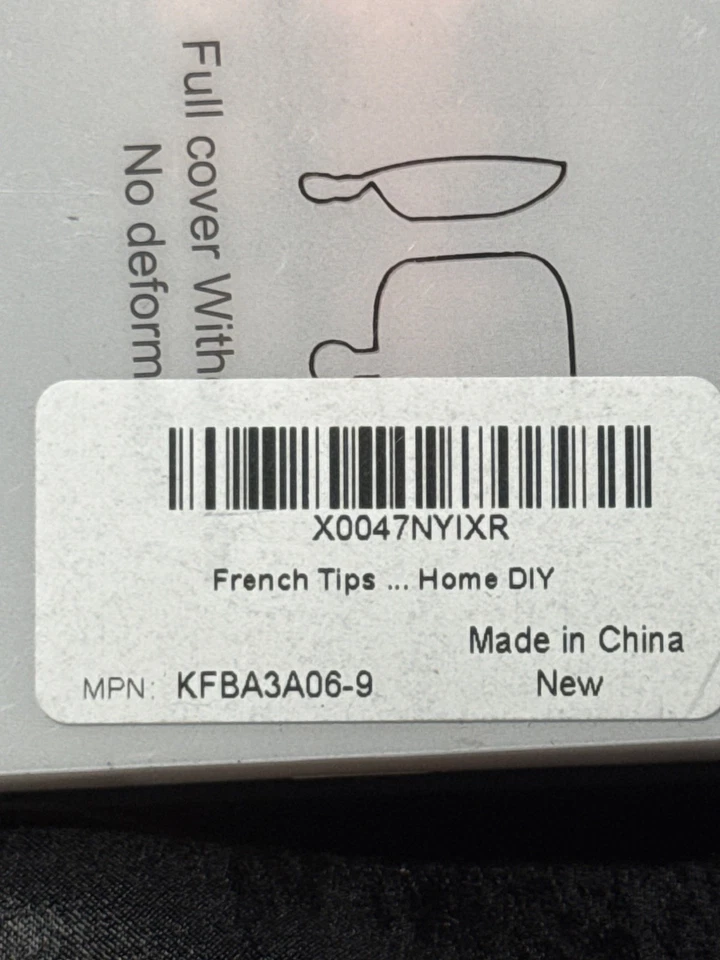 Full cover With
No deform
X0047NYIXR
French Tips ... Home DIY
Made in China
MPN: KFBA3A06-9
New